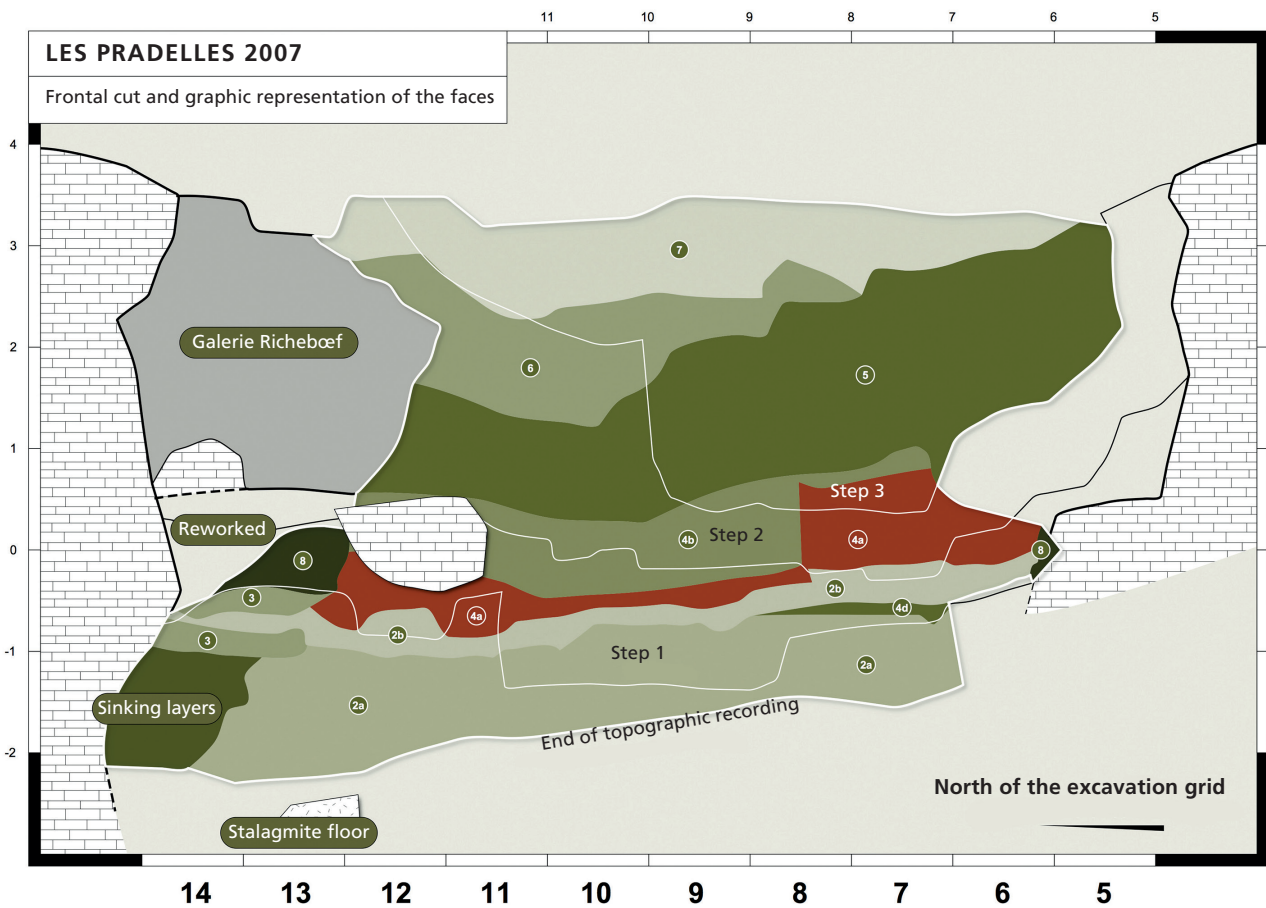 11 10 9 8 7 6 5
LES PRADELLES 2007
Frontal cut and graphic representation of the faces
4
3
7
Galerie Richebœf
2
6
5
1
Step 3
Reworked
Step 2
4b
4a
0
8
8
2b
3
4d
4a
2b
3
-1
Step 1
2a
Sinking layers
2a
End of topographic recording
-2
North of the excavation grid
Stalagmite floor
14 13 12 11 10 9 8 7 6 5